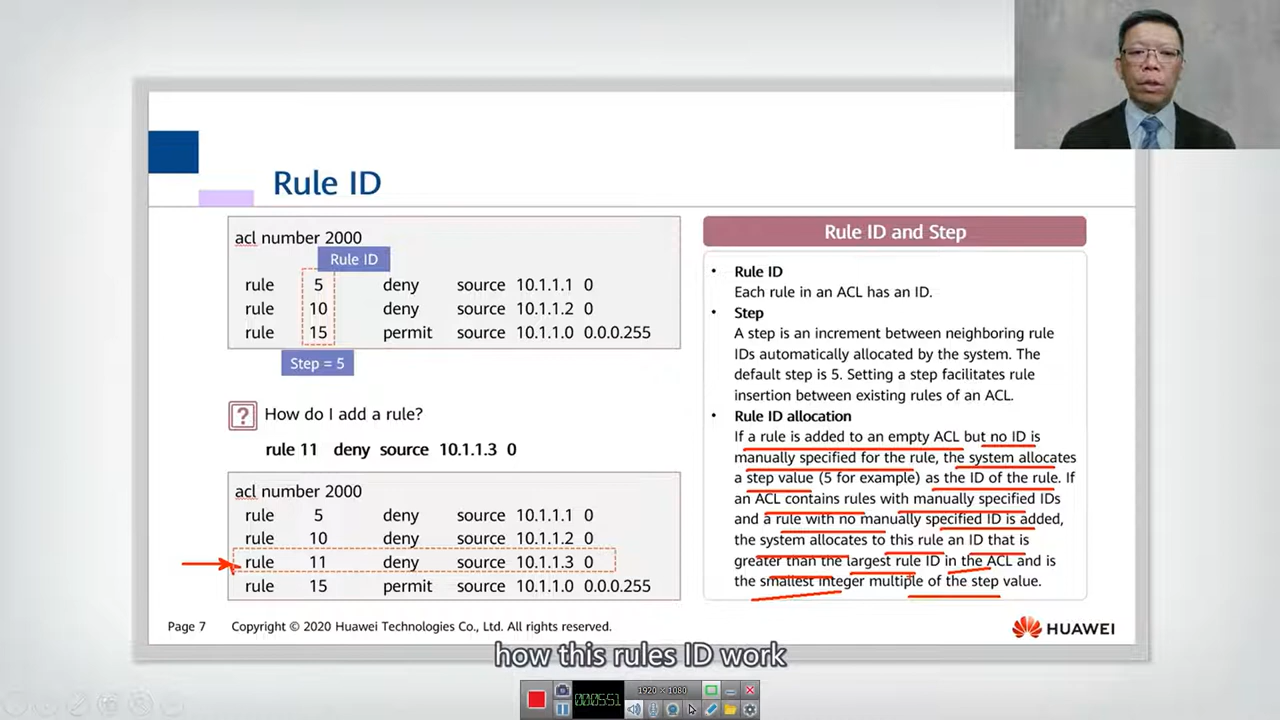 Rule ID
acl number 2000
Rule ID
rule 5 deny source 10.1.1.1 0
rule 10 deny source 10.1.1.2 0
rule 15 permit source 10.1.1.0 0.0.0.255
Step = 5
? How do I add a rule?
rule 11 deny source 10.1.1.3 0
acl number 2000
rule 5 deny source 10.1.1.1 0
rule 10 deny source 10.1.1.2 0
rule 11 deny source 10.1.1.3 0
rule 15 permit source 10.1.1.0 0.0.0.255
Rule ID and Step
• Rule ID
Each rule in an ACL has an ID.
• Step
A step is an increment between neighboring rule
IDs automatically allocated by the system. The
default step is 5. Setting a step facilitates rule
insertion between existing rules of an ACL.
• Rule ID allocation
If a rule is added to an empty ACL but no ID is
manually specified for the rule, the system allocates
a step value (5 for example) as the ID of the rule. If
an ACL contains rules with manually specified IDs
and a rule with no manually specified ID is added,
the system allocates to this rule an ID that is
greater than the largest rule ID in the ACL and is
the smallest integer multiple of the step value.
Page 7 Copyright © 2020 Huawei Technologies Co., Ltd. All rights reserved.
HUAWEI
how this rules ID work
000551
1920 × 1080